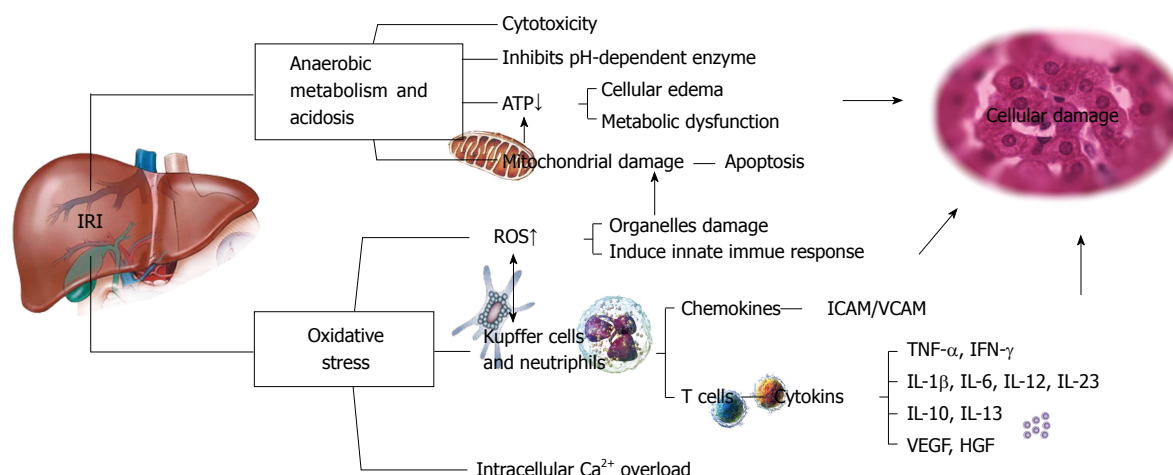 Cytotoxicity
Anaerobic
metabolism and
acidosis
Inhibits pH-dependent enzyme
ATP↓
Cellular edema
Metabolic dysfunction
Mitochondrial damage
Apoptosis
Cellular damage
IRI
ROS↑
Organelles damage
Induce innate immue response
Oxidative
stress
Kupffer cells
and neutriphils
Chemokines
ICAM/VCAM
T cells
Cytokins
TNF-α, IFN-γ
IL-1β, IL-6, IL-12, IL-23
IL-10, IL-13
VEGF, HGF
Intracellular Ca²⁺ overload